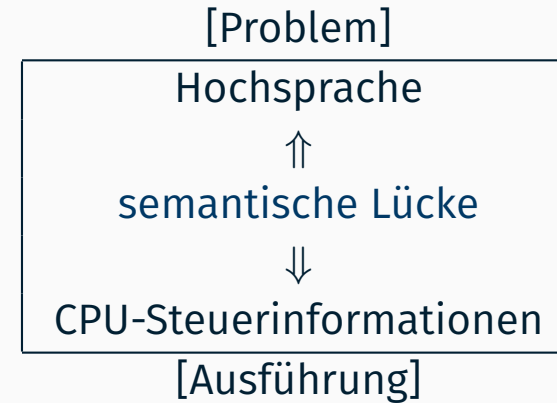 [Problem]
Hochsprache
⇑
semantische Lücke
⇓
CPU-Steuerinformationen
[Ausführung]